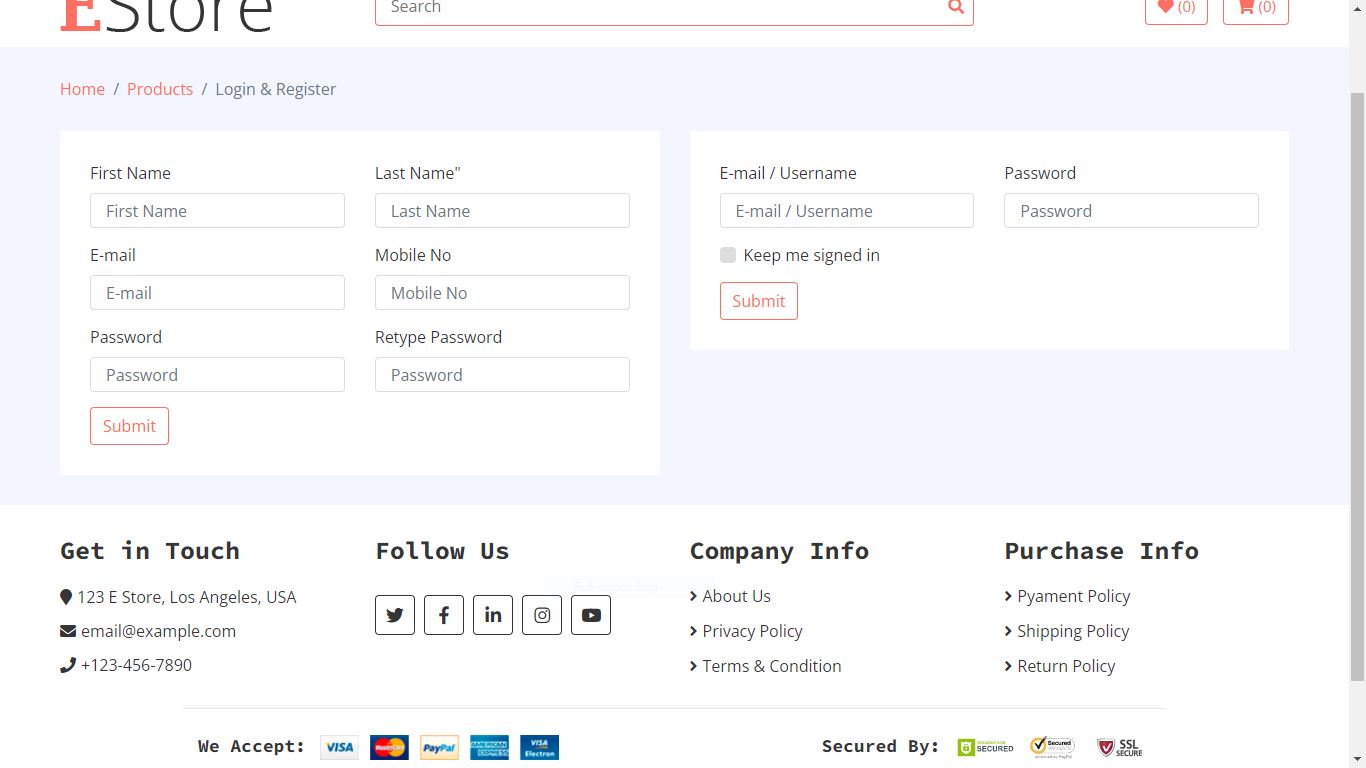 EStore
Search
(0)
(0)
Home / Products / Login & Register
First Name
Last Name"
First Name
Last Name
E-mail
Mobile No
E-mail
Mobile No
Password
Retype Password
Password
Password
Submit
E-mail / Username
Password
E-mail / Username
Password
Keep me signed in
Submit
Get in Touch
123 E Store, Los Angeles, USA
email@example.com
+123-456-7890
Follow Us
Company Info
About Us
Privacy Policy
Terms & Condition
Purchase Info
Pyament Policy
Shipping Policy
Return Policy
We Accept:
VISA
MasterCard
PayPal
AMERICAN EXPRESS
VISA
Electron
Secured By:
SECURED
Secured
SSL
SECURE